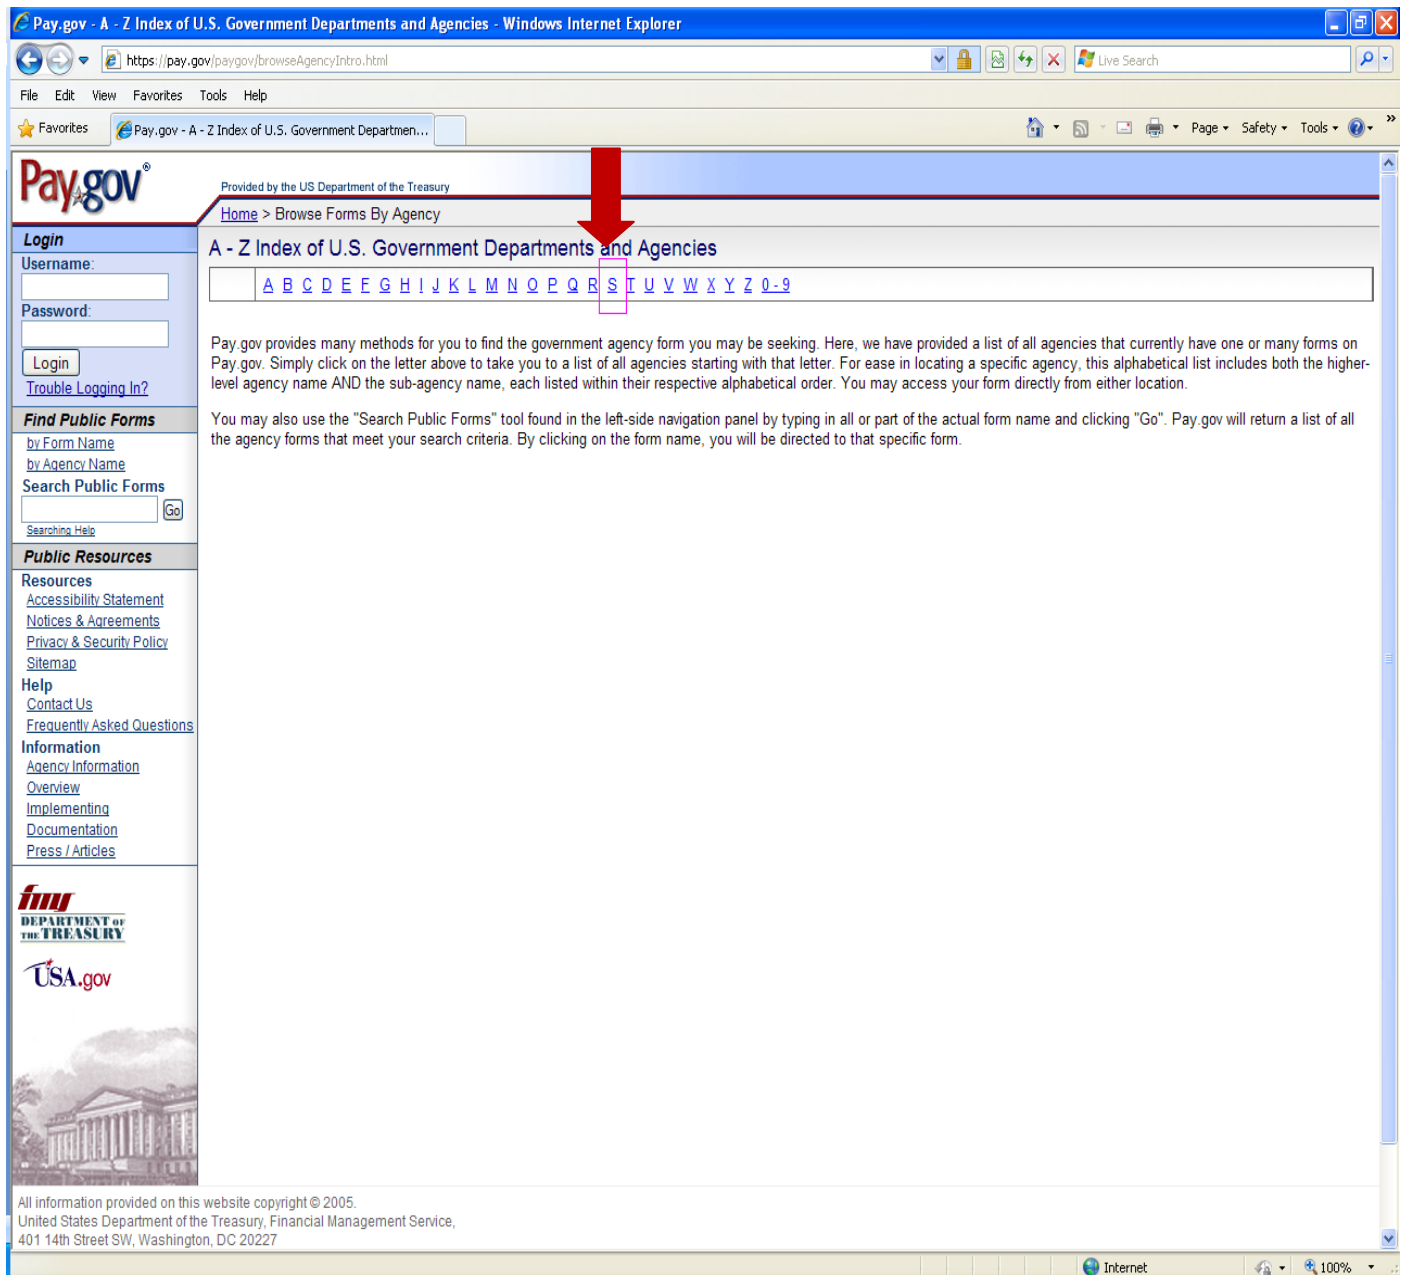 Pay.gov - A - Z Index of U.S. Government Departments and Agencies - Windows Internet Explorer
https://pay.gov/paygov/browseAgencyIntro.html
Live Search
File Edit View Favorites Tools Help
Favorites
Pay.gov - A - Z Index of U.S. Government Departmen...
Page Safety Tools
Pay.gov®
Provided by the US Department of the Treasury
Home > Browse Forms By Agency
A - Z Index of U.S. Government Departments and Agencies
A B C D E F G H I J K L M N O P Q R S T U V W X Y Z 0 - 9
Pay.gov provides many methods for you to find the government agency form you may be seeking. Here, we have provided a list of all agencies that currently have one or many forms on
Pay.gov. Simply click on the letter above to take you to a list of all agencies starting with that letter. For ease in locating a specific agency, this alphabetical list includes both the higher-
level agency name AND the sub-agency name, each listed within their respective alphabetical order. You may access your form directly from either location.
You may also use the "Search Public Forms" tool found in the left-side navigation panel by typing in all or part of the actual form name and clicking "Go". Pay.gov will return a list of all
the agency forms that meet your search criteria. By clicking on the form name, you will be directed to that specific form.
Login
Username:
Password:
Login
Trouble Logging In?
Find Public Forms
by Form Name
by Agency Name
Search Public Forms
Go
Searching Help
Public Resources
Resources
Accessibility Statement
Notices & Agreements
Privacy & Security Policy
Sitemap
Help
Contact Us
Frequently Asked Questions
Information
Agency Information
Overview
Implementing
Documentation
Press / Articles
fms
DEPARTMENT OF
THE TREASURY
USA.gov
All information provided on this website copyright © 2005.
United States Department of the Treasury, Financial Management Service,
401 14th Street SW, Washington, DC 20227
Internet
100%